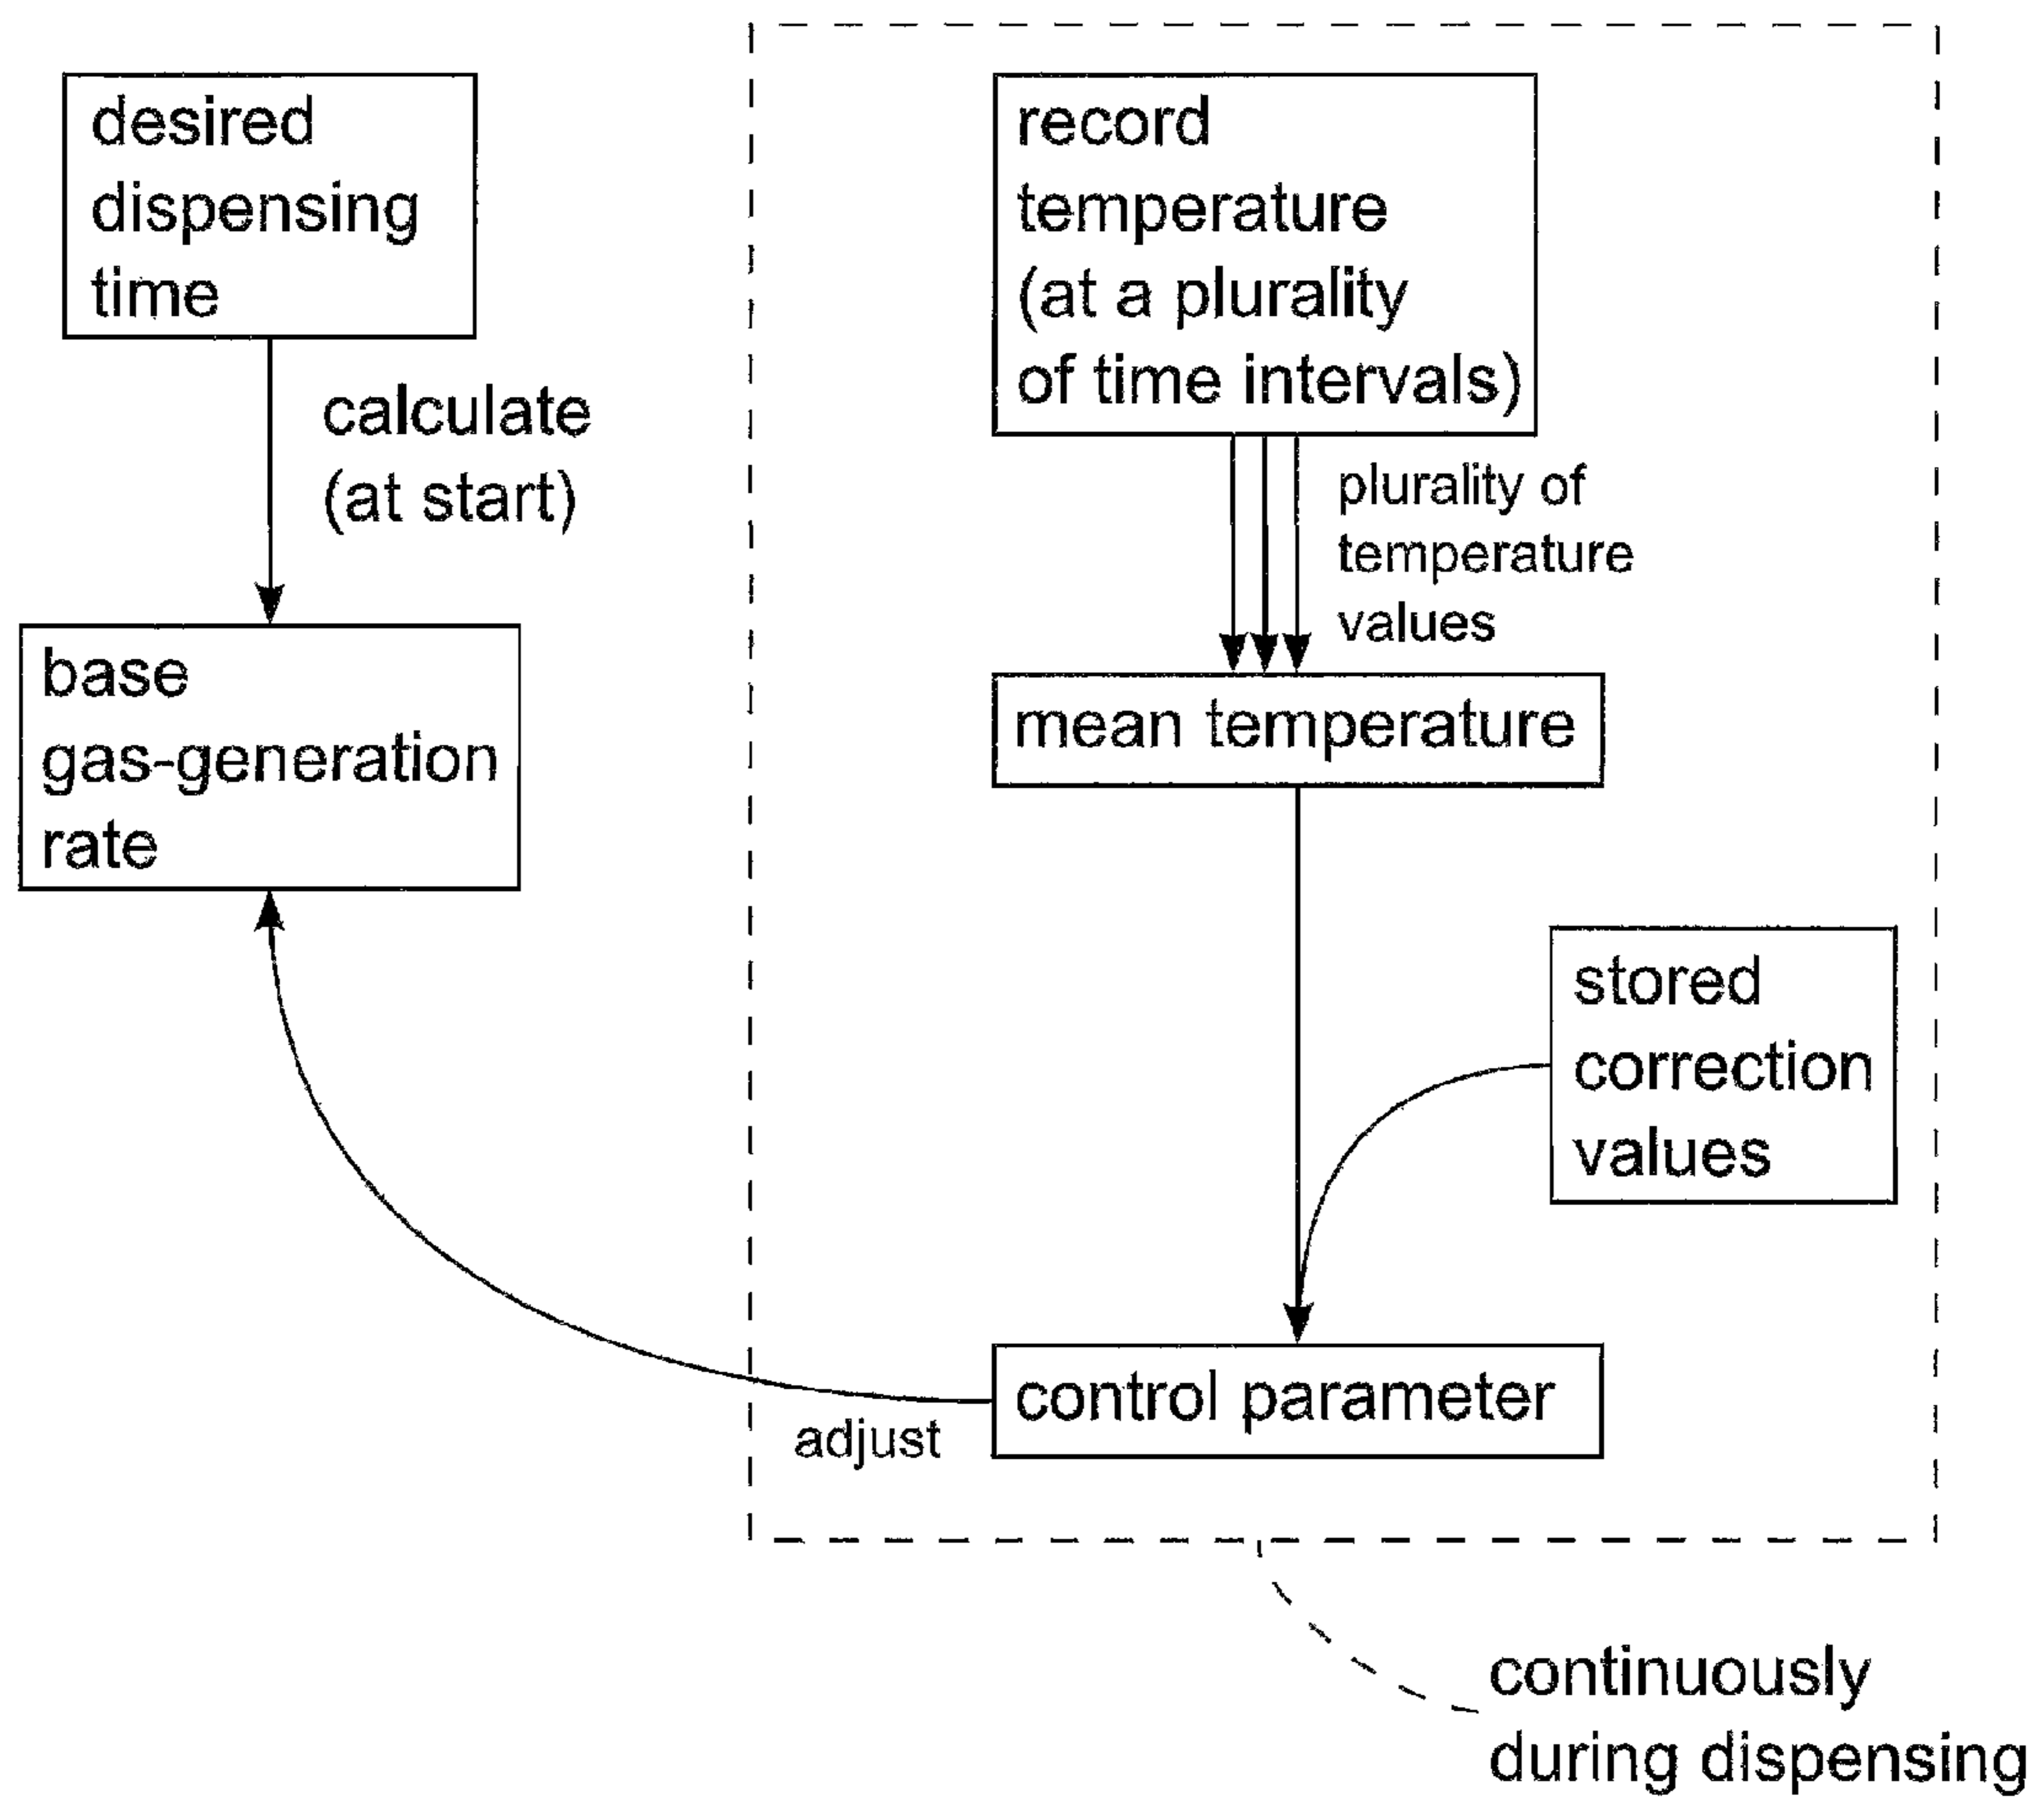 desired
dispensing
time
calculate
(at start)
base
gas-generation
rate
record
temperature
(at a plurality
of time intervals)
plurality of
temperature
values
mean temperature
stored
correction
values
control parameter
adjust
continuously
during dispensing